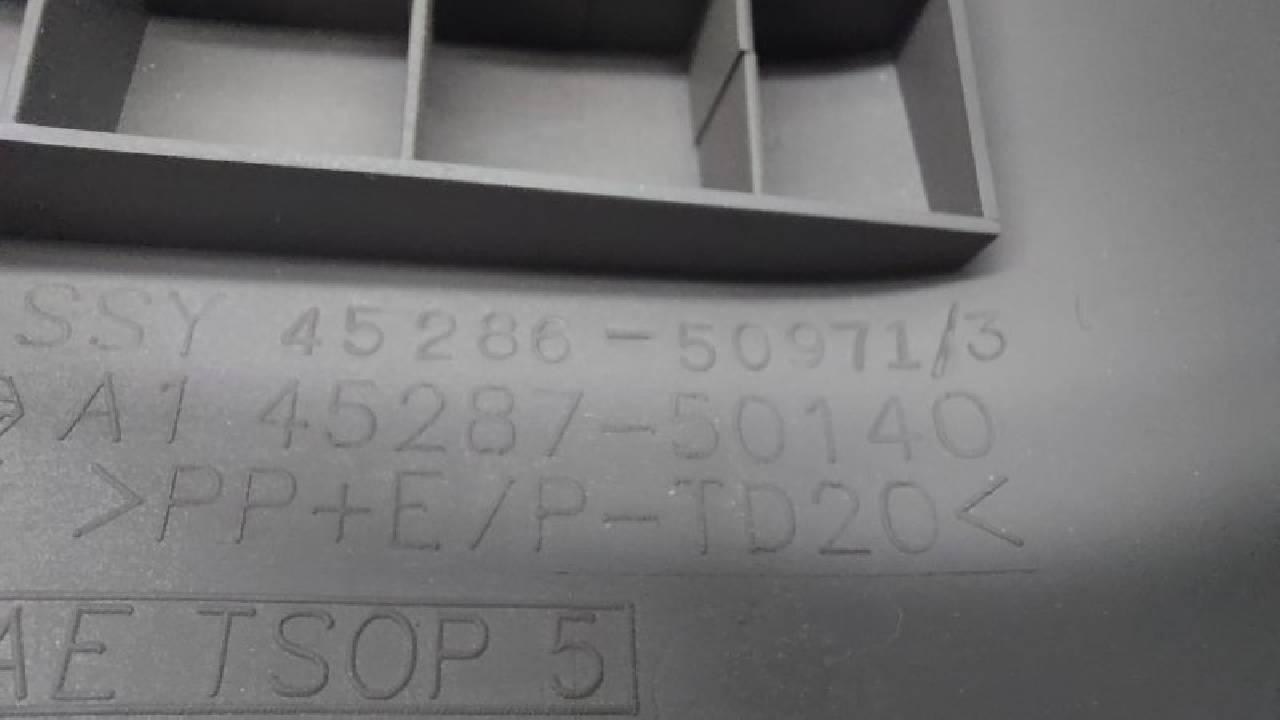 SSY 45286-50971/3
A1 45287-50140
>PP+E/P-TD20<
AE TSOP 5